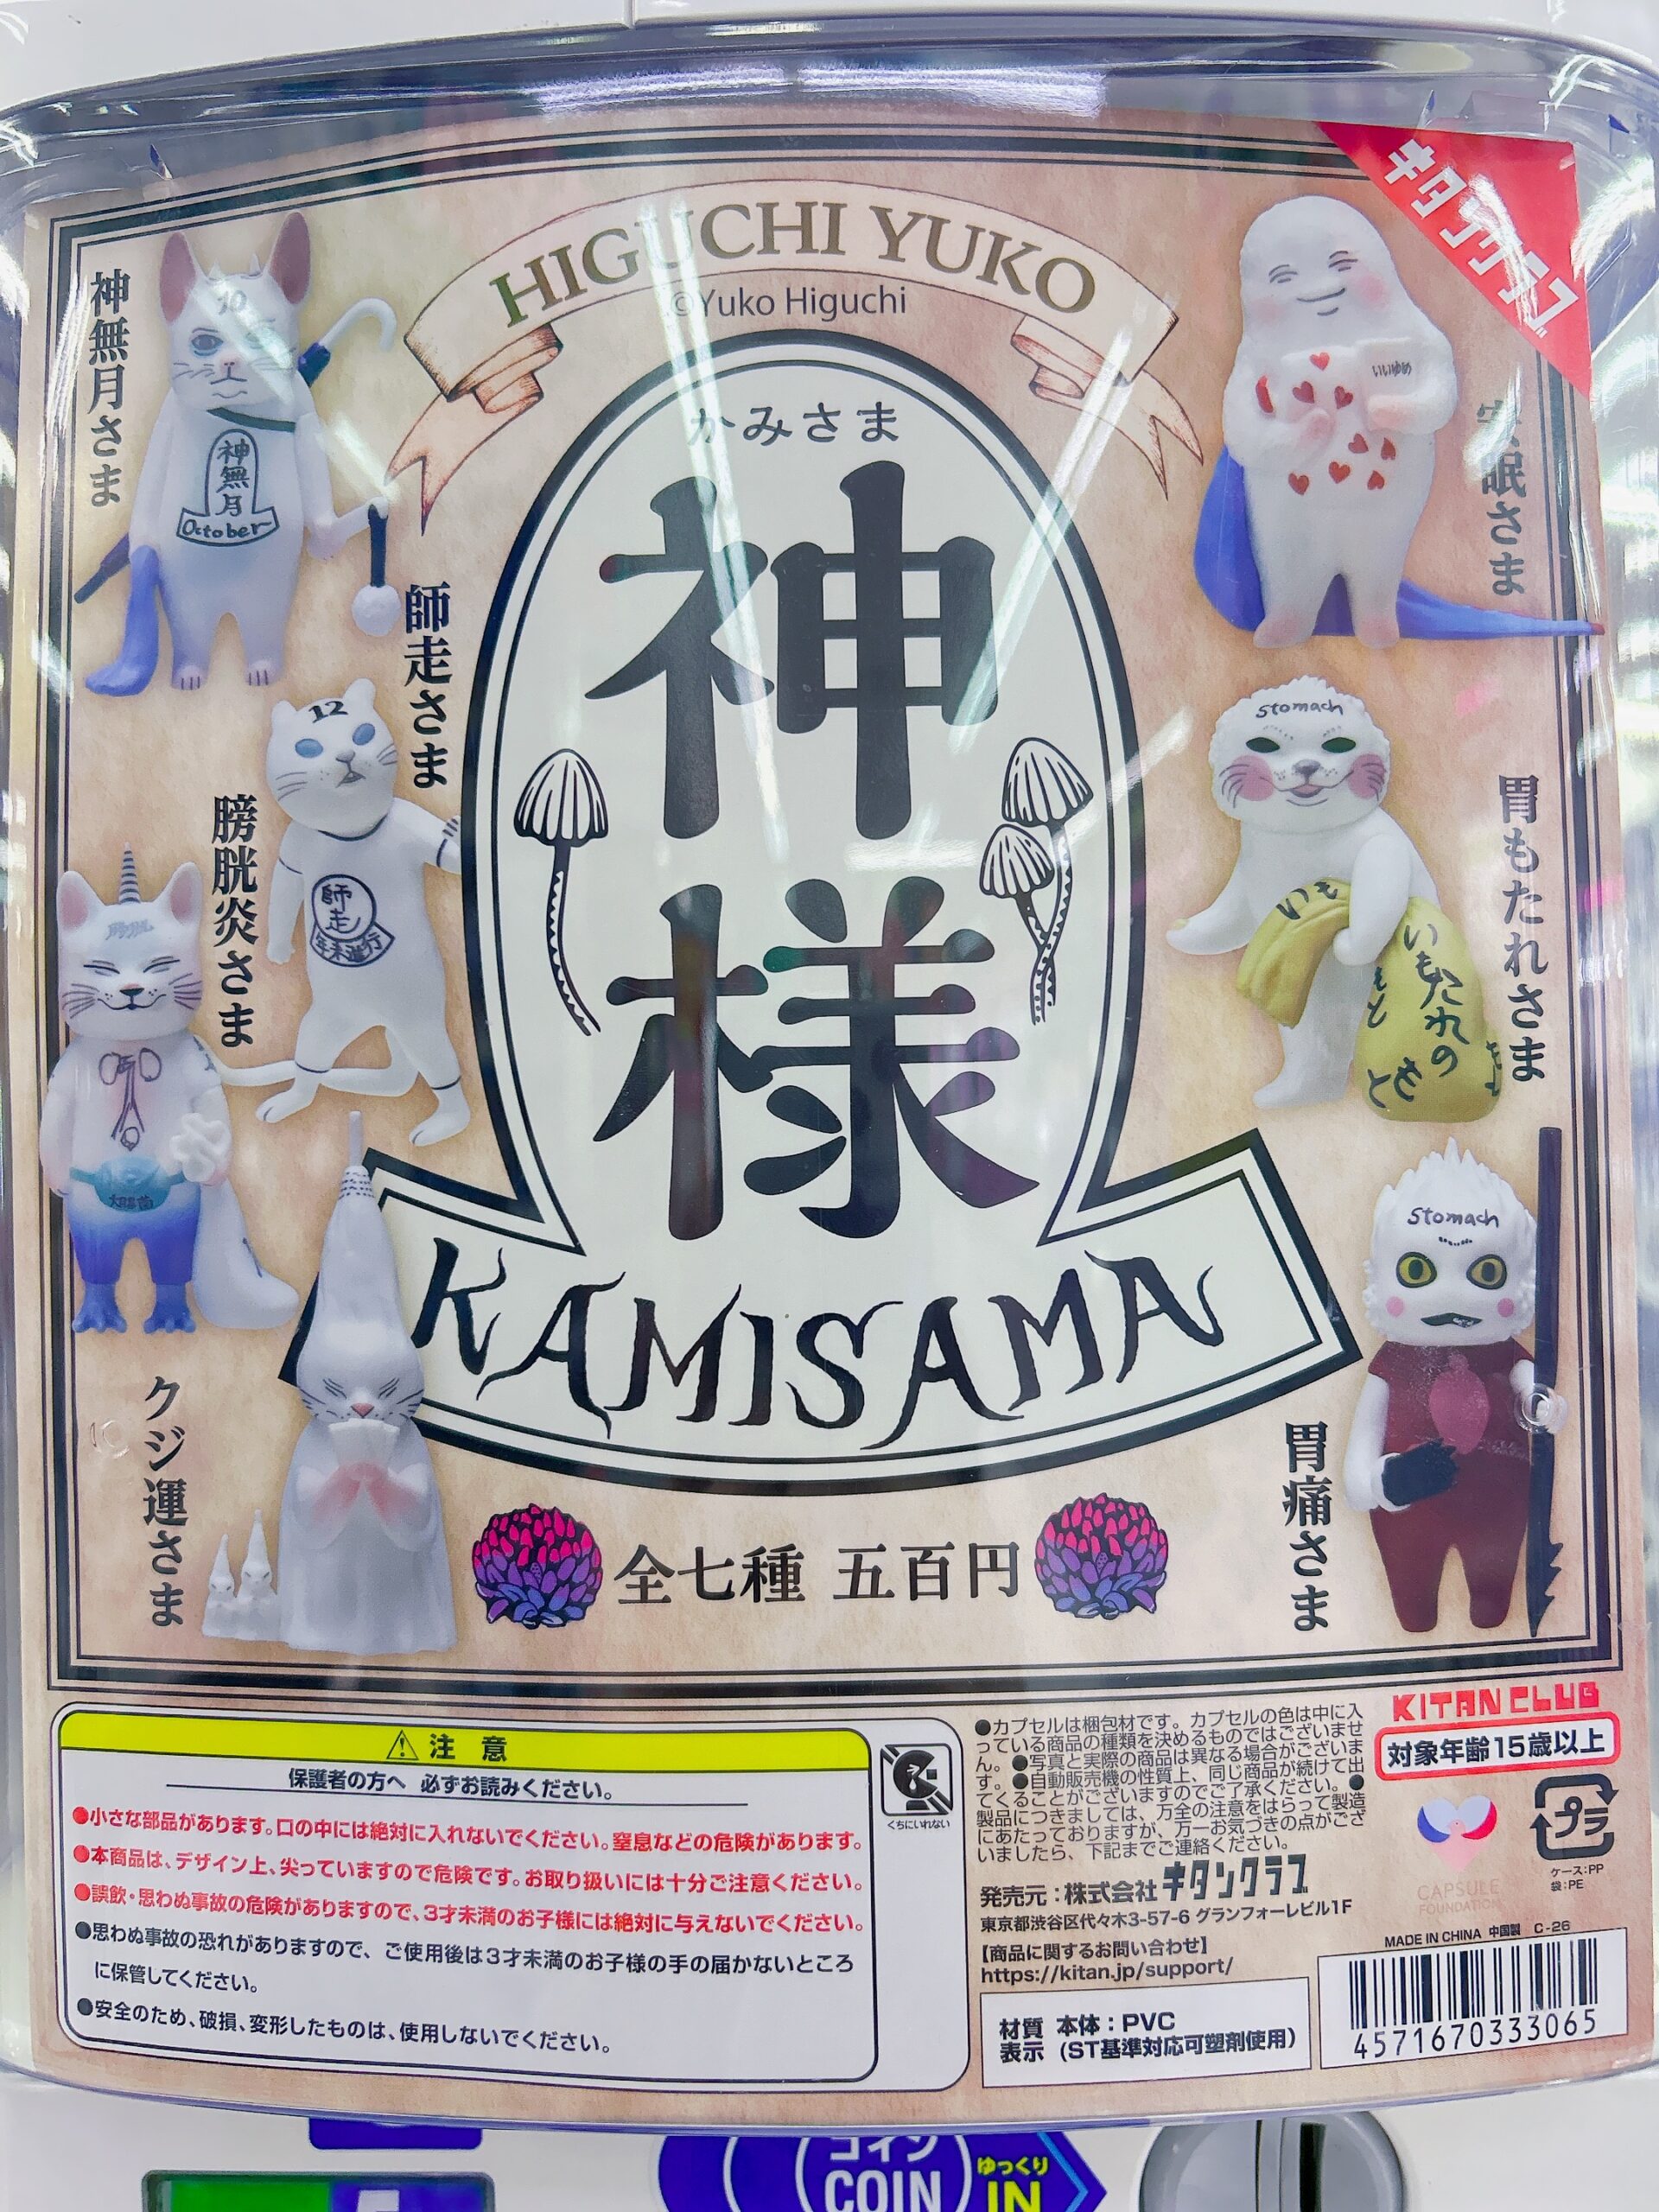 キタンクラブ
HIGUCHI YUKO
©Yuko Higuchi
かみさま
神様
KAMISAMA
神無月さま
10
神無月
October
師走さま
12
師走
年末進行
膀胱炎さま
膀胱
大腸菌
クジ運さま
眠さま
いいゆめ
胃もたれさま
stomach
いも
いもたれの
もと
胃痛さま
Stomach
全七種 五百円
注意
保護者の方へ 必ずお読みください。
●小さな部品があります。口の中には絶対に入れないでください。窒息などの危険があります。
●本商品は、デザイン上、尖っていますので危険です。お取り扱いには十分ご注意ください。
●誤飲・思わぬ事故の危険がありますので、3才未満のお子様には絶対に与えないでください。
●思わぬ事故の恐れがありますので、ご使用後は3才未満のお子様の手の届かないところ
に保管してください。
●安全のため、破損、変形したものは、使用しないでください。
くちにいれない
●カプセルは梱包材です。カプセルの色は中に入
っている商品の種類を決めるものではございませ
ん。●写真と実際の商品は異なる場合がございま
す。●自動販売機の性質上、同じ商品が続けて出
てくることがございますのでご了承ください。●
製品につきましては、万全の注意をはらって製造
にあたっておりますが、万一お気づきの点がござ
いましたら、下記までご連絡ください。
発売元:株式会社キタンクラブ
東京都渋谷区代々木3-57-6 グランフォーレビル1F
【商品に関するお問い合わせ】
https://kitan.jp/support/
材質 本体:PVC
表示 (ST基準対応可塑剤使用)
KITAN CLUB
対象年齢15歳以上
CAPSULE
FOUNDATION
プラ
ケース:PP
袋:PE
MADE IN CHINA 中国製 C-26
4571670333065
コイン
COIN
ゆっくり
IN